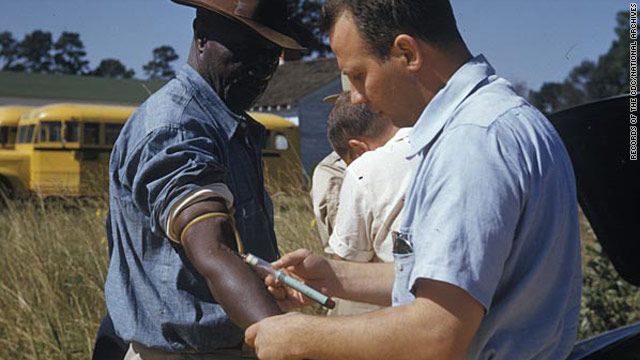 RECORDS OF THE CDC/NATIONAL ARCHIVES